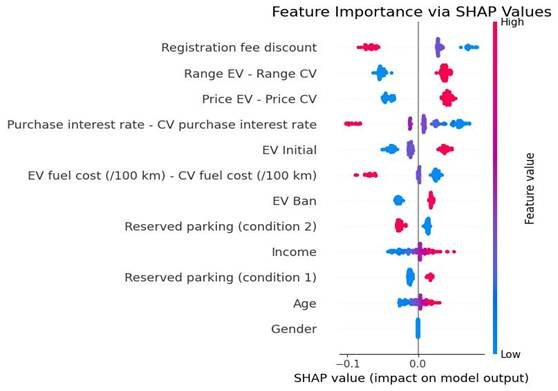 Feature Importance via SHAP Values
High
Registration fee discount
Range EV - Range CV
Price EV - Price CV
Purchase interest rate - CV purchase interest rate
EV Initial
EV fuel cost (/100 km) - CV fuel cost (/100 km)
EV Ban
Reserved parking (condition 2)
Income
Reserved parking (condition 1)
Age
Gender
Feature value
Low
−0.1 0.0
SHAP value (impact on model output)